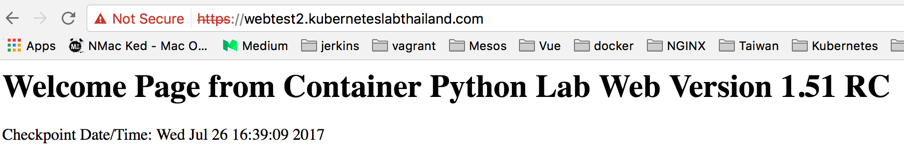 Not Secure https://webtest2.kuberneteslabthailand.com
Apps NMac Ked - Mac O... Medium jerkins vagrant Mesos Vue docker NGINX Taiwan Kubernetes
Welcome Page from Container Python Lab Web Version 1.51 RC
Checkpoint Date/Time: Wed Jul 26 16:39:09 2017